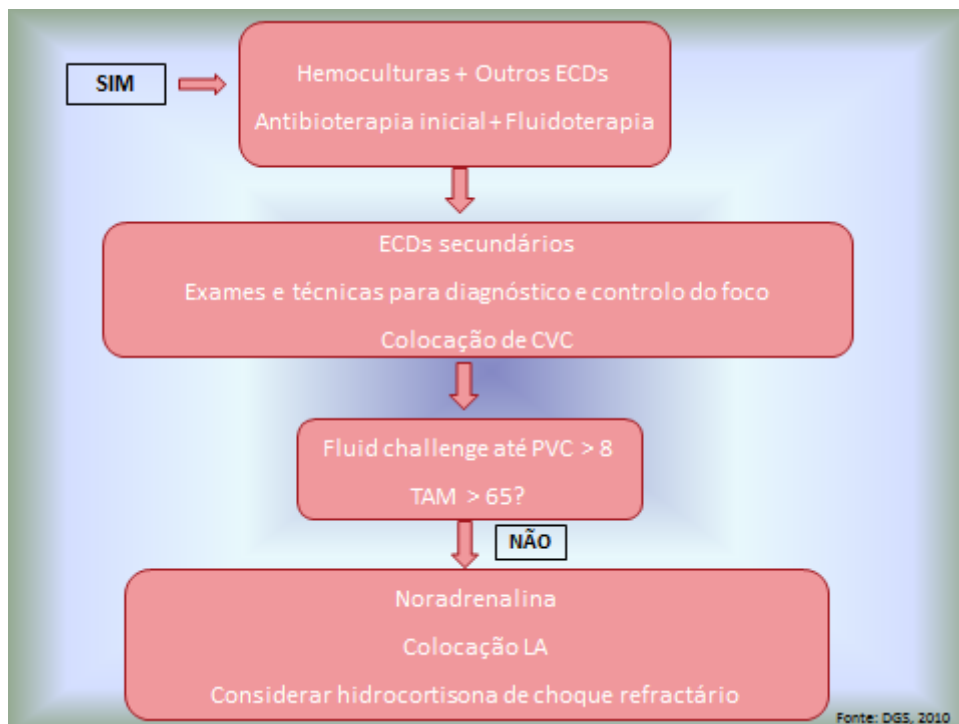 SIM
Hemoculturas + Outros ECDs
Antibioterapia inicial + Fluidoterapia
ECDs secundários
Exames e técnicas para diagnóstico e controlo do foco
Colocação de CVC
Fluid challenge até PVC > 8
TAM > 65?
NÃO
Noradrenalina
Colocação LA
Considerar hidrocortisona de choque refractário
Fonte: DGS, 2010